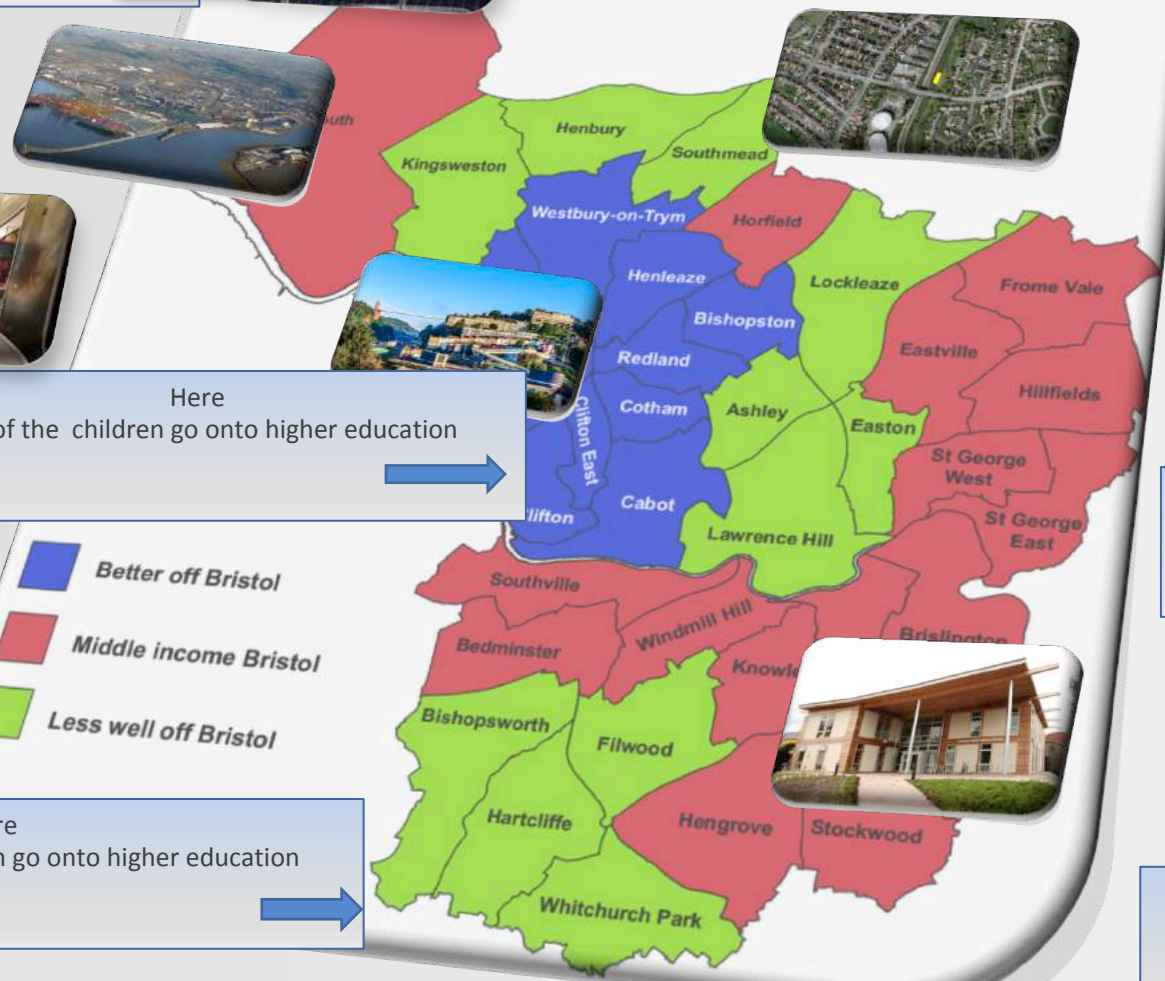 Henbury
Southmead
Kingsweston
Westbury-on-Trym
Horfield
Henleaze
Lockleaze
Frome Vale
Bishopston
Eastville
Redland
Hillfields
Here
of the children go onto higher education
Cotham
Ashley
Easton
Clifton East
St George
West
Cabot
St George
East
Lawrence Hill
Better off Bristol
Southville
Middle income Bristol
Bedminster
Windmill Hill
Brislington
Less well off Bristol
Bishopsworth
Filwood
go onto higher education
Hartcliffe
Hengrove
Stockwood
Whitchurch Park